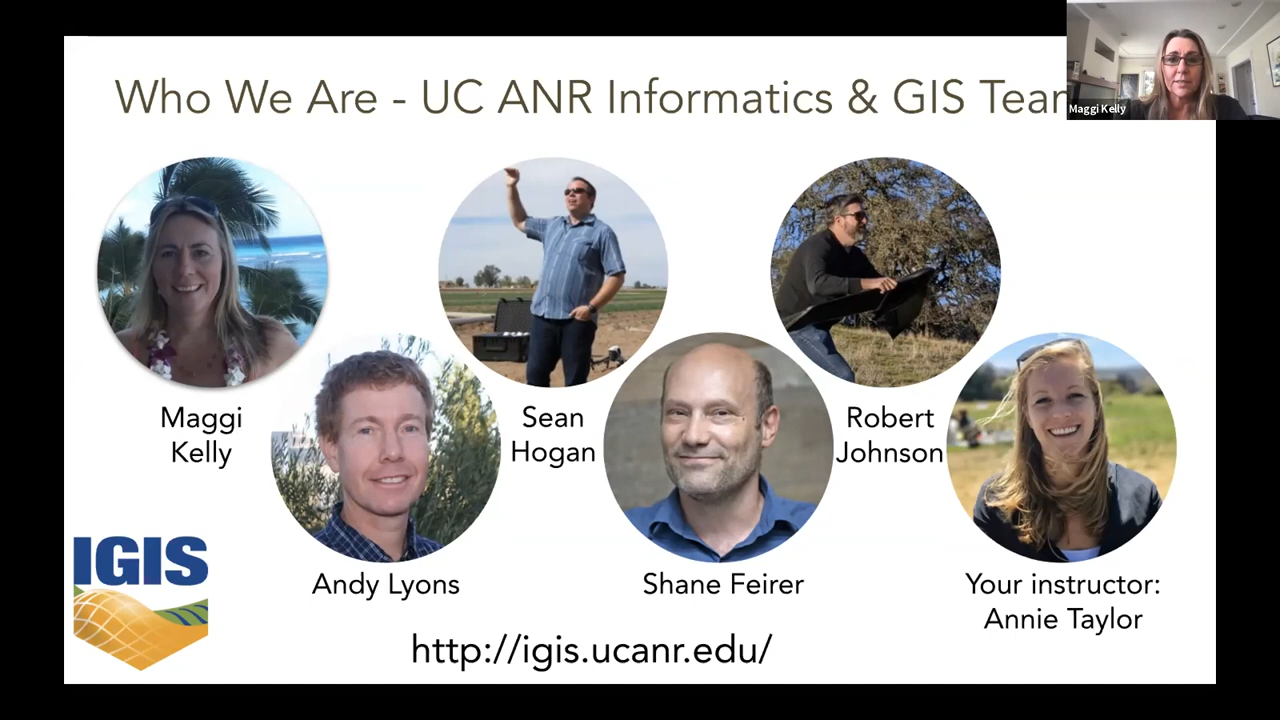 Who We Are - UC ANR Informatics & GIS Team
Maggi Kelly
Maggi
Kelly
Sean
Hogan
Robert
Johnson
IGIS
Andy Lyons
Shane Feirer
Your instructor:
Annie Taylor
http://igis.ucanr.edu/